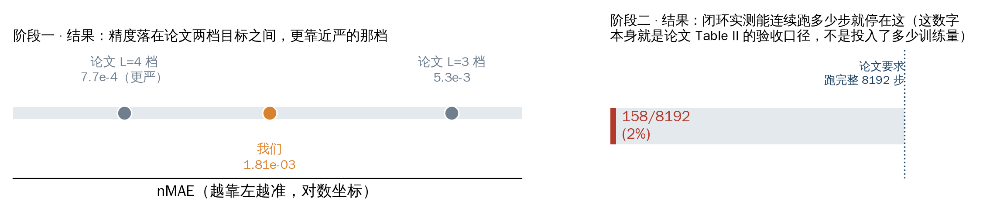 阶段一 · 结果：精度落在论文两档目标之间，更靠近严的那档
论文 L=4 档
7.7e-4（更严）
论文 L=3 档
5.3e-3
我们
1.81e-03
nMAE（越靠左越准，对数坐标）
阶段二 · 结果：闭环实测能连续跑多少步就停在这（这数字
本身就是论文 Table II 的验收口径，不是投入了多少训练量）
论文要求
跑完整 8192 步
158/8192
(2%)